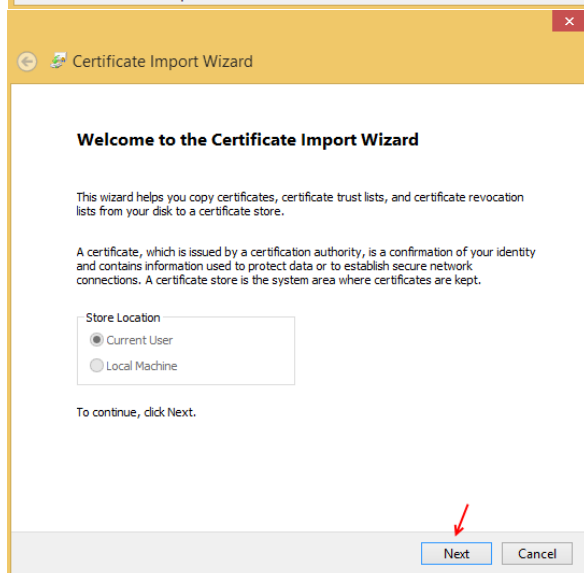 Certificate Import Wizard
Welcome to the Certificate Import Wizard
This wizard helps you copy certificates, certificate trust lists, and certificate revocation
lists from your disk to a certificate store.
A certificate, which is issued by a certification authority, is a confirmation of your identity
and contains information used to protect data or to establish secure network
connections. A certificate store is the system area where certificates are kept.
Store Location
Current User
Local Machine
To continue, click Next.
Next Cancel